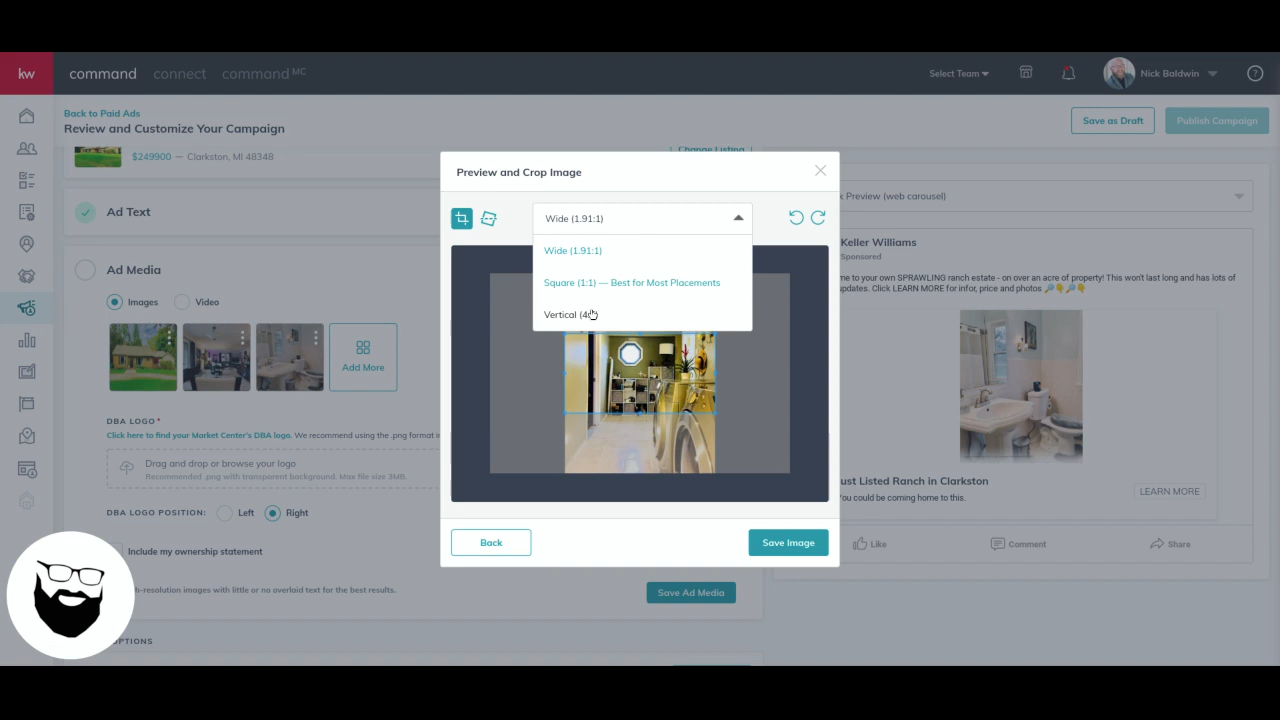 kw
command
connect
command MC
Select Team
Nick Baldwin
?
Back to Paid Ads
Review and Customize Your Campaign
Save as Draft
Publish Campaign
$249900 — Clarkston, MI 48348
Change Listing
Ad Text
Ad Media
Images
Video
Add More
DBA LOGO*
Click here to find your Market Center's DBA logo. We recommend using the .png format
Drag and drop or browse your logo
Recommended .png with transparent background. Max file size 3MB.
DBA LOGO POSITION:
Left
Right
Include my ownership statement
h-resolution images with little or no overlaid text for the best results.
Save Ad Media
OPTIONS
Preview and Crop Image
Wide (1.91:1)
Wide (1.91:1)
Square (1:1) — Best for Most Placements
Vertical
Back
Save Image
k Preview (web carousel)
Keller Williams
Sponsored
me to your own SPRAWLING ranch estate - on over an acre of property! This won't last long and has lots of
updates. Click LEARN MORE for infor, price and photos 🔎👇🔎👇
ust Listed Ranch in Clarkston
You could be coming home to this.
LEARN MORE
Like
Comment
Share